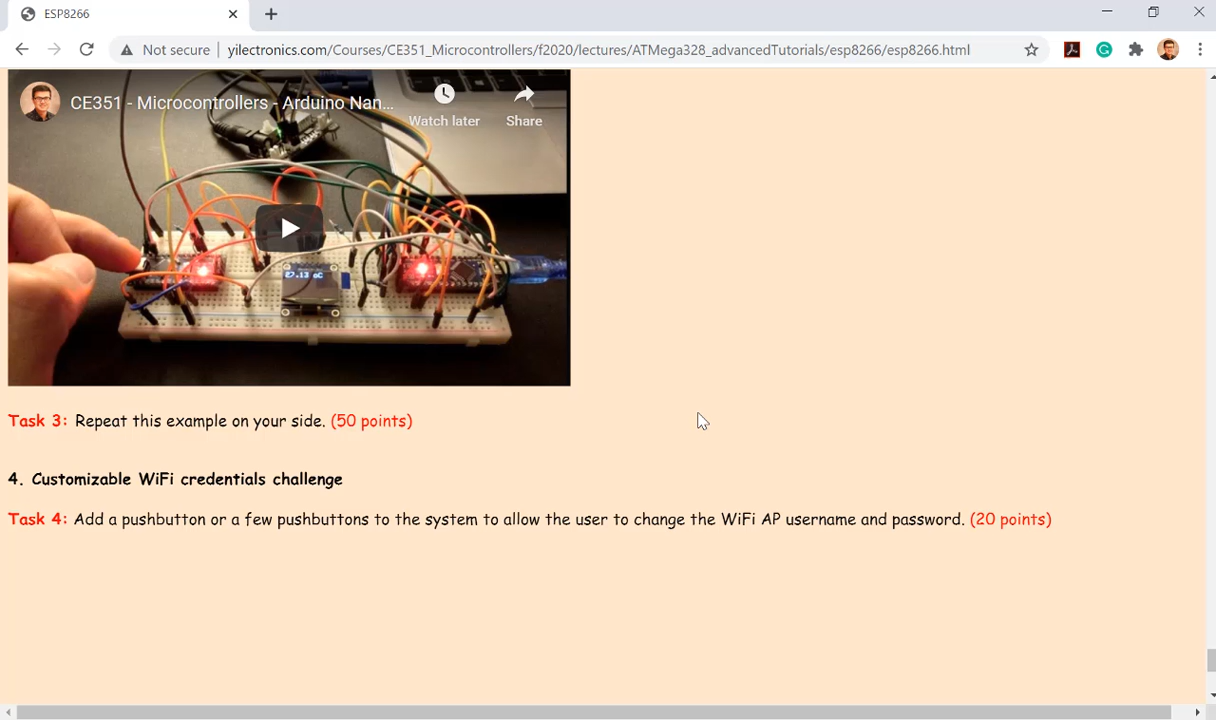 ESP8266
Not secure
yilectronics.com/Courses/CE351_Microcontrollers/f2020/lectures/ATMega328_advancedTutorials/esp8266/esp8266.html
CE351 - Microcontrollers - Arduino Nan...
Watch later
Share
27.13 oC
Task 3: Repeat this example on your side. (50 points)
4. Customizable WiFi credentials challenge
Task 4: Add a pushbutton or a few pushbuttons to the system to allow the user to change the WiFi AP username and password. (20 points)